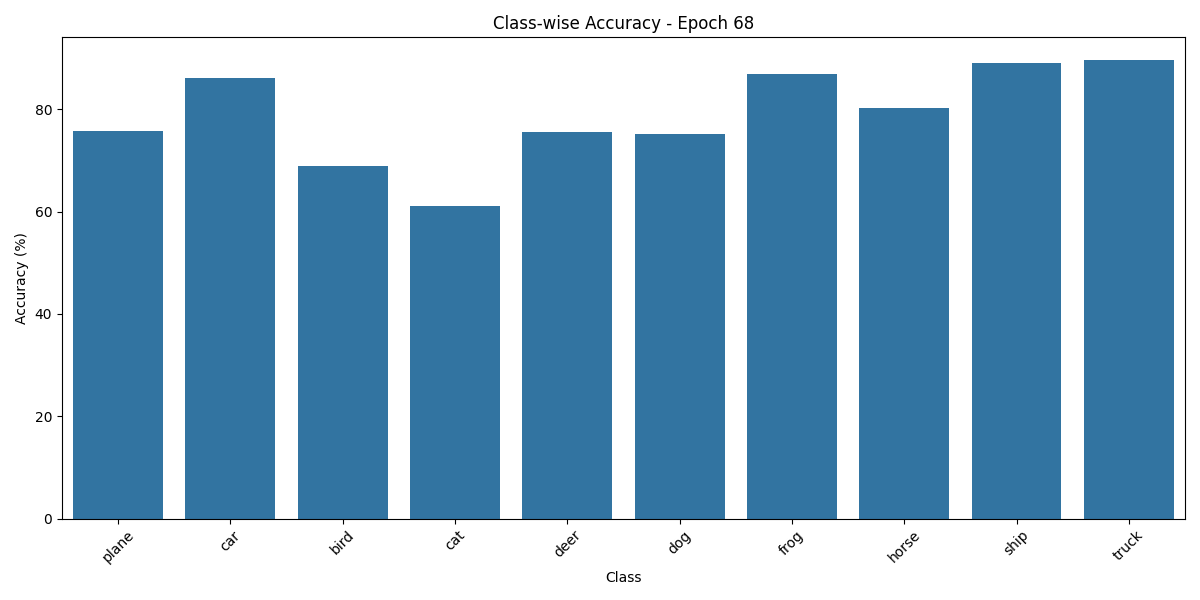 Class-wise Accuracy - Epoch 68
Accuracy (%)
80
60
40
20
0
plane car bird cat deer dog frog horse ship truck
Class